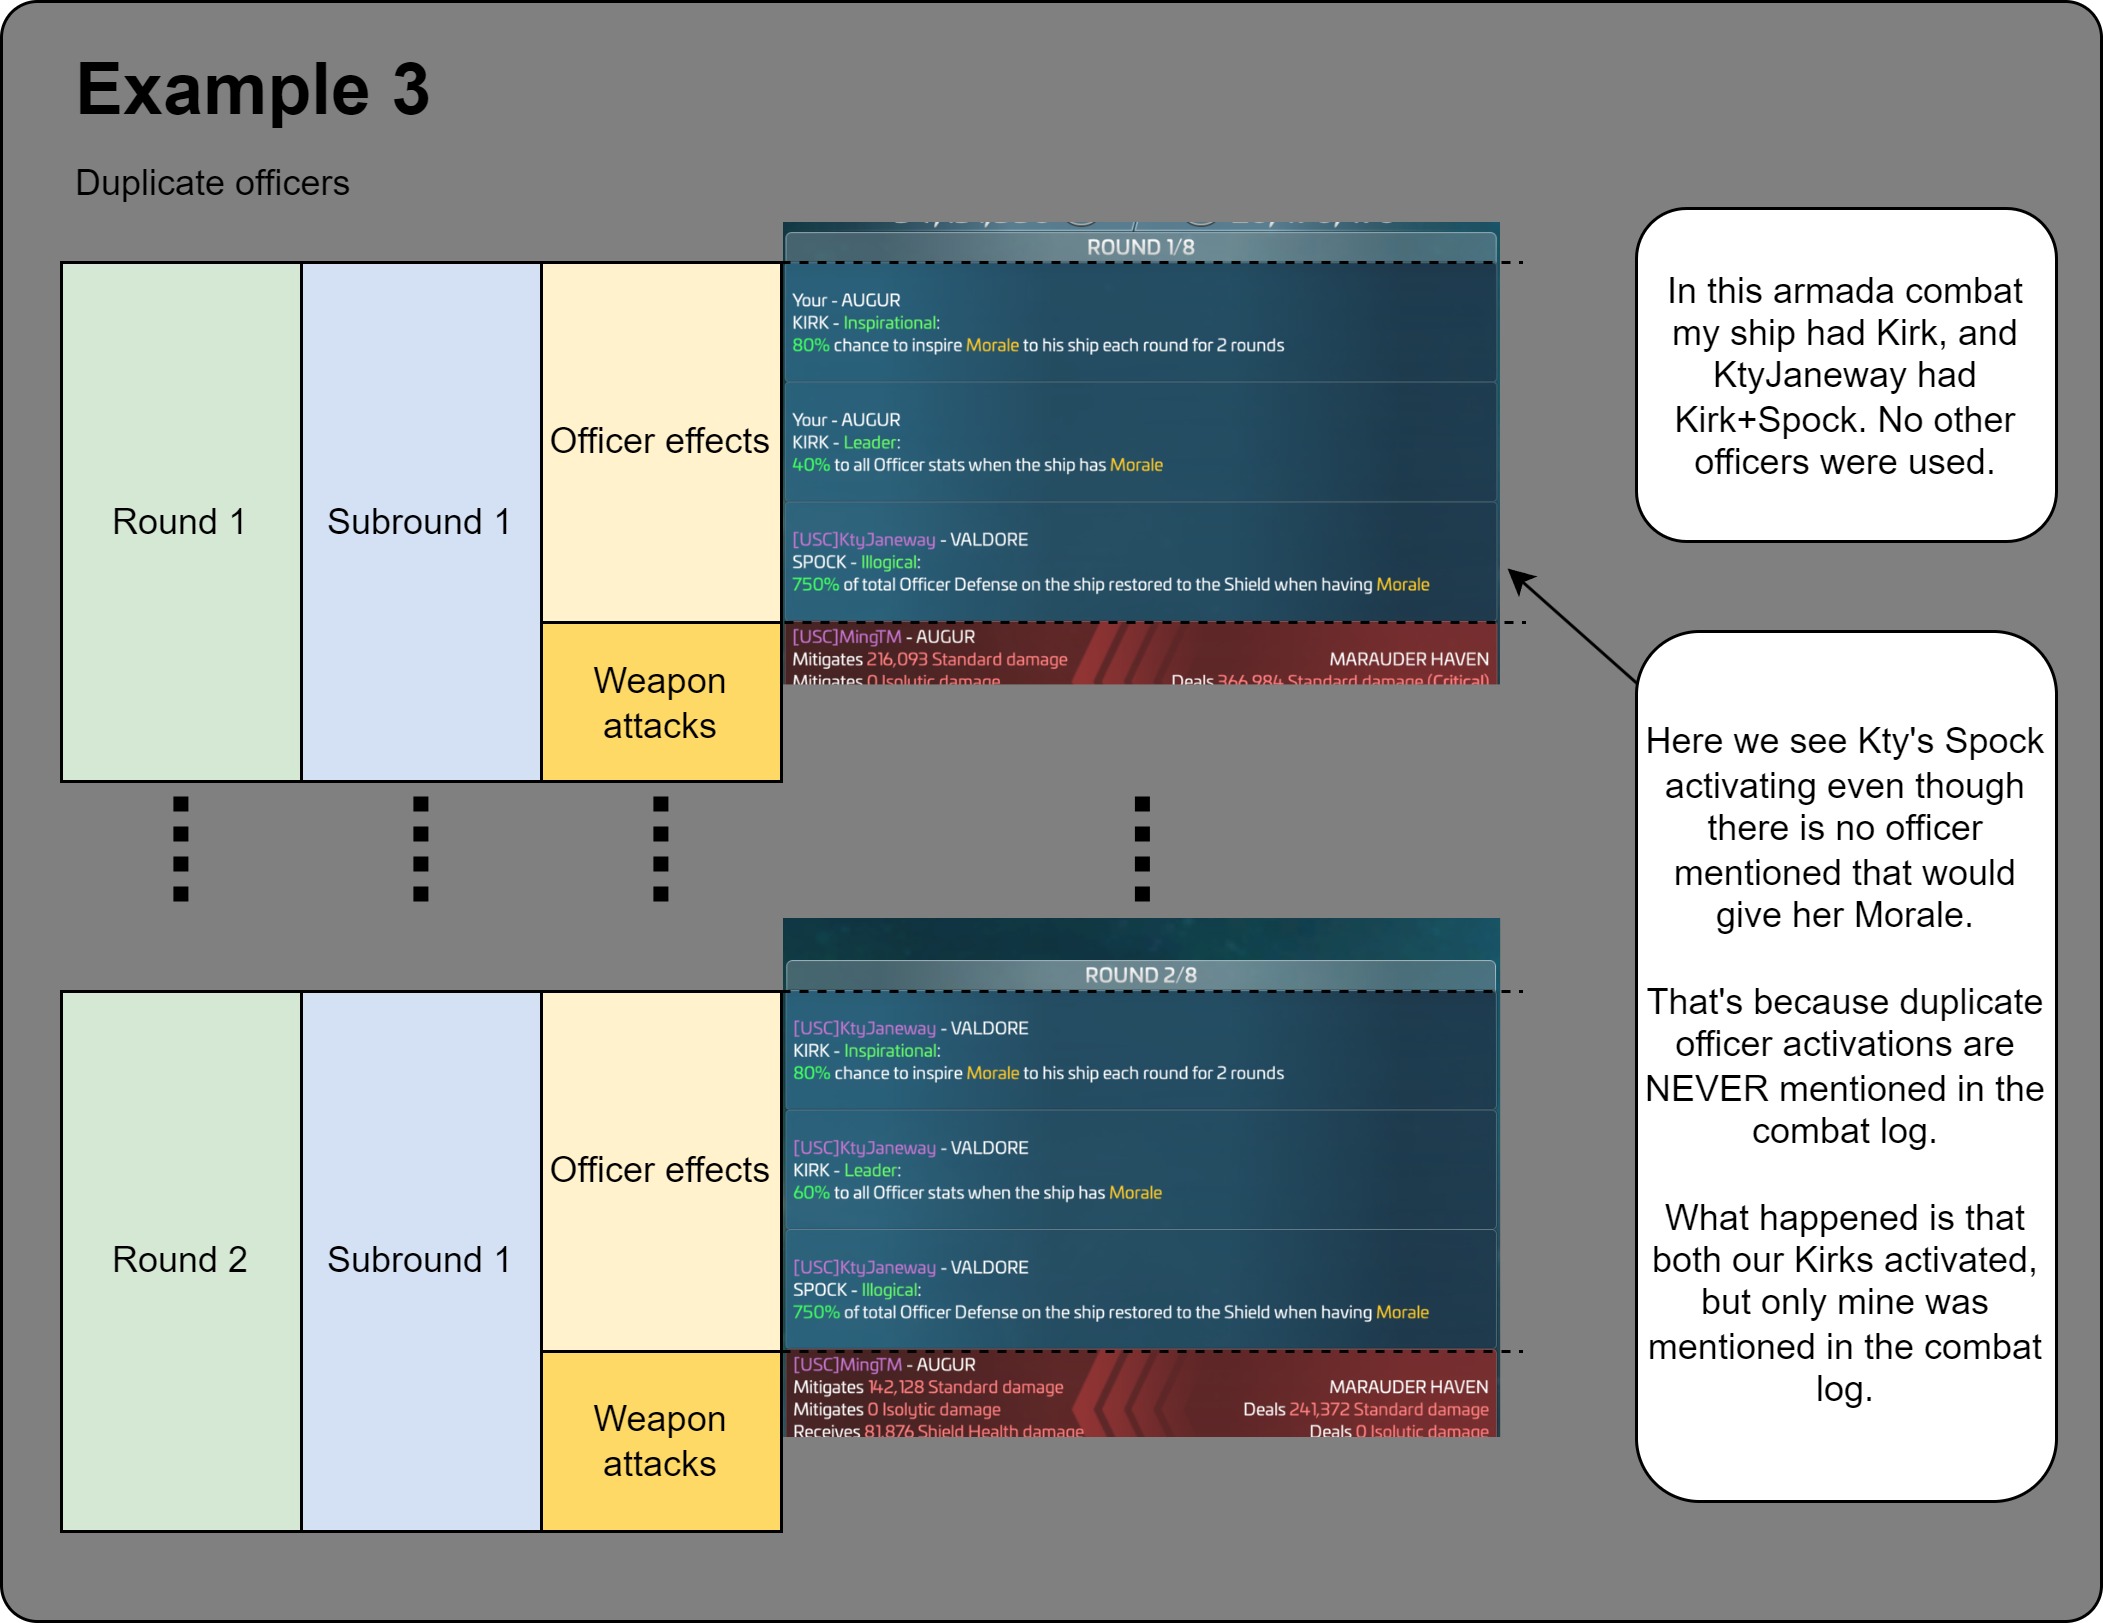 Example 3
Duplicate officers
Round 1
Subround 1
Officer effects
Weapon
attacks
ROUND 1/8
Your - AUGUR
KIRK - Inspirational:
80% chance to inspire Morale to his ship each round for 2 rounds
Your - AUGUR
KIRK - Leader:
40% to all Officer stats when the ship has Morale
[USC]KtyJaneway - VALDORE
SPOCK - Illogical:
750% of total Officer Defense on the ship restored to the Shield when having Morale
[USC]MingTM - AUGUR
Mitigates 216,093 Standard damage
MARAUDER HAVEN
Mitigates 0 Isolytic damage
Deals 366,984 Standard damage (Critical)
In this armada combat
my ship had Kirk, and
KtyJaneway had
Kirk+Spock. No other
officers were used.
Here we see Kty's Spock
activating even though
there is no officer
mentioned that would
give her Morale.
That's because duplicate
officer activations are
NEVER mentioned in the
combat log.
What happened is that
both our Kirks activated,
but only mine was
mentioned in the combat
log.
Round 2
Subround 1
Officer effects
Weapon
attacks
ROUND 2/8
[USC]KtyJaneway - VALDORE
KIRK - Inspirational:
80% chance to inspire Morale to his ship each round for 2 rounds
[USC]KtyJaneway - VALDORE
KIRK - Leader:
60% to all Officer stats when the ship has Morale
[USC]KtyJaneway - VALDORE
SPOCK - Illogical:
750% of total Officer Defense on the ship restored to the Shield when having Morale
[USC]MingTM - AUGUR
Mitigates 142,128 Standard damage
MARAUDER HAVEN
Mitigates 0 Isolytic damage
Deals 241,372 Standard damage
Receives 81,876 Shield Health damage
Deals 0 Isolytic damage